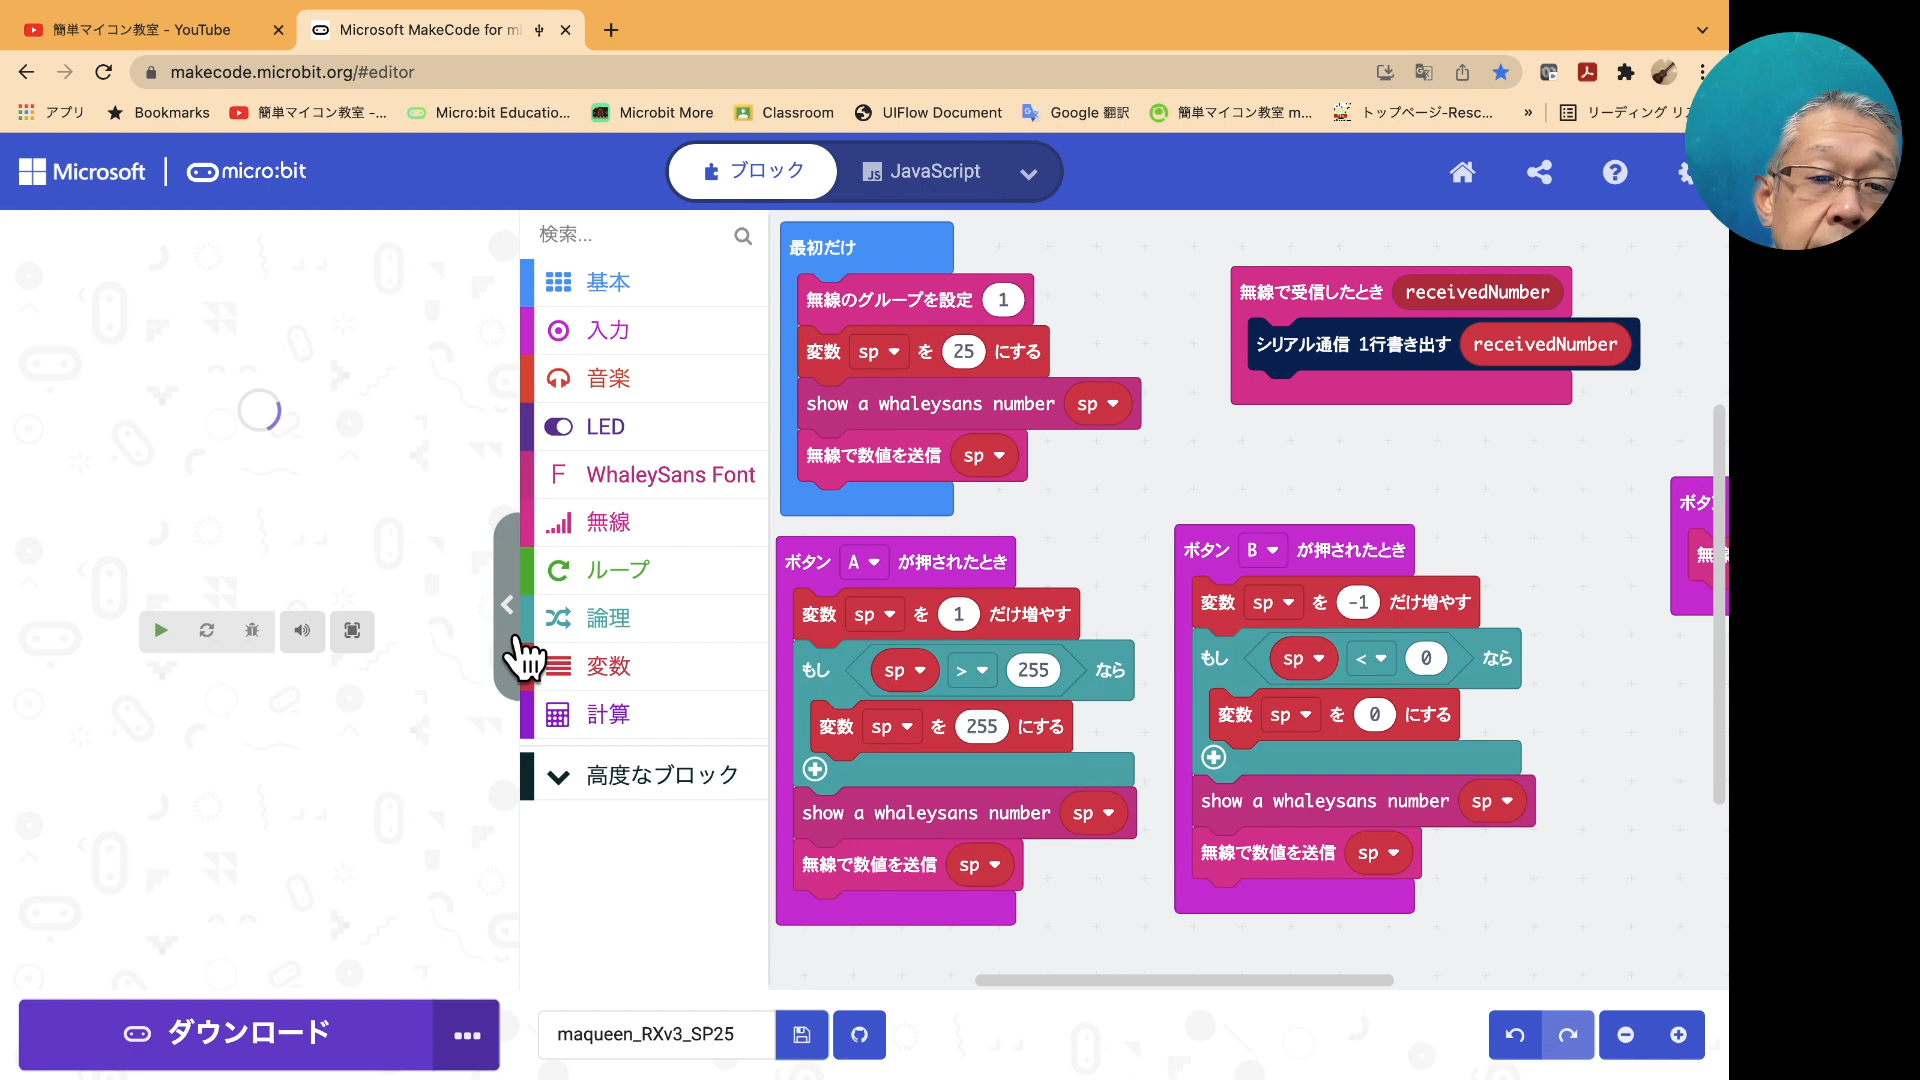 簡単マイコン教室 - YouTube
Microsoft MakeCode for mi
makecode.microbit.org/#editor
アプリ
Bookmarks
簡単マイコン教室 -...
Micro:bit Educatio...
Microbit More
Classroom
UIFlow Document
Google 翻訳
簡単マイコン教室 m...
トップページ-Resc...
»
リーディング リス
Microsoft
micro:bit
ブロック
JS JavaScript
検索...
基本
入力
音楽
LED
F WhaleySans Font
無線
ループ
論理
変数
計算
高度なブロック
最初だけ
無線のグループを設定 1
変数 sp を 25 にする
show a whaleysans number sp
無線で数値を送信 sp
無線で受信したとき receivedNumber
シリアル通信 1行書き出す receivedNumber
ボタン A が押されたとき
変数 sp を 1 だけ増やす
もし sp > 255 なら
変数 sp を 255 にする
show a whaleysans number sp
無線で数値を送信 sp
ボタン B が押されたとき
変数 sp を -1 だけ増やす
もし sp < 0 なら
変数 sp を 0 にする
show a whaleysans number sp
無線で数値を送信 sp
ボタ
無
ダウンロード
maqueen_RXv3_SP25